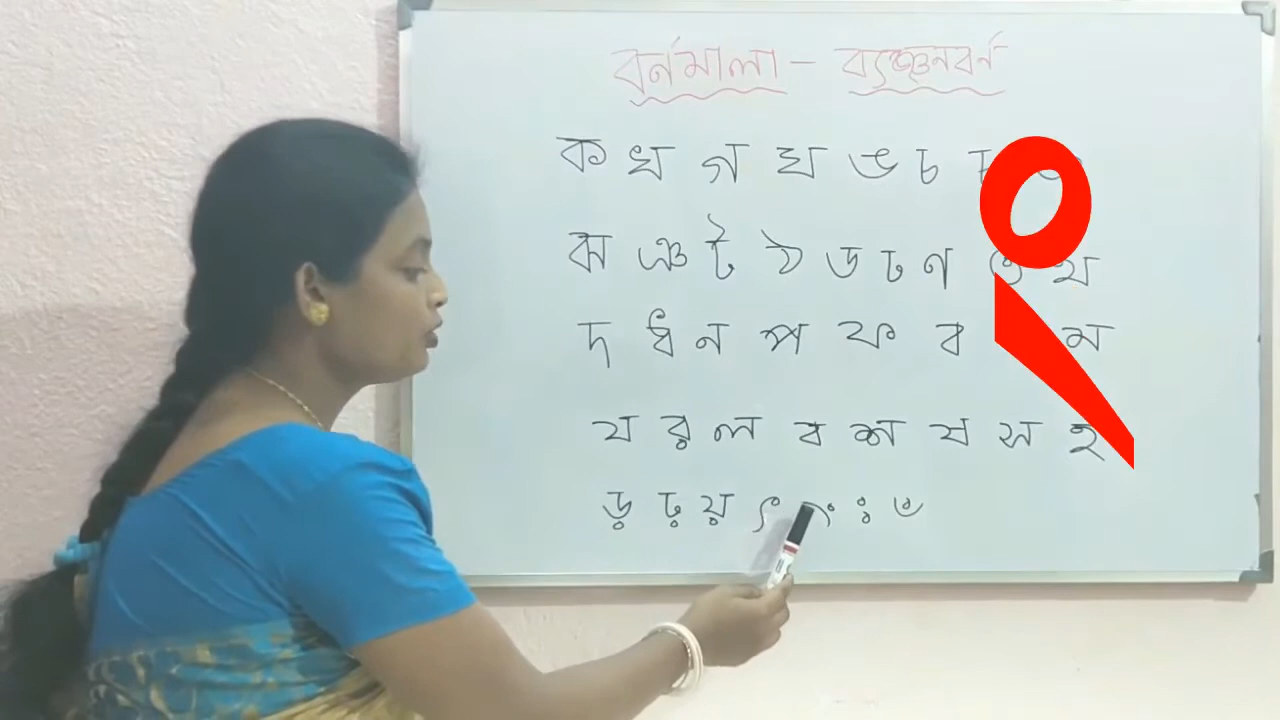 বর্নমালা - ব্যঞ্জনবর্ন
ক খ গ ঘ ঙ চ
ঝ ঞ ট ঠ ড ঢ ণ ত থ
দ ধ ন প ফ ব ম
য র ল ব শ ষ স হ
ড় ঢ় য় ৎ ং ঃ ঁ